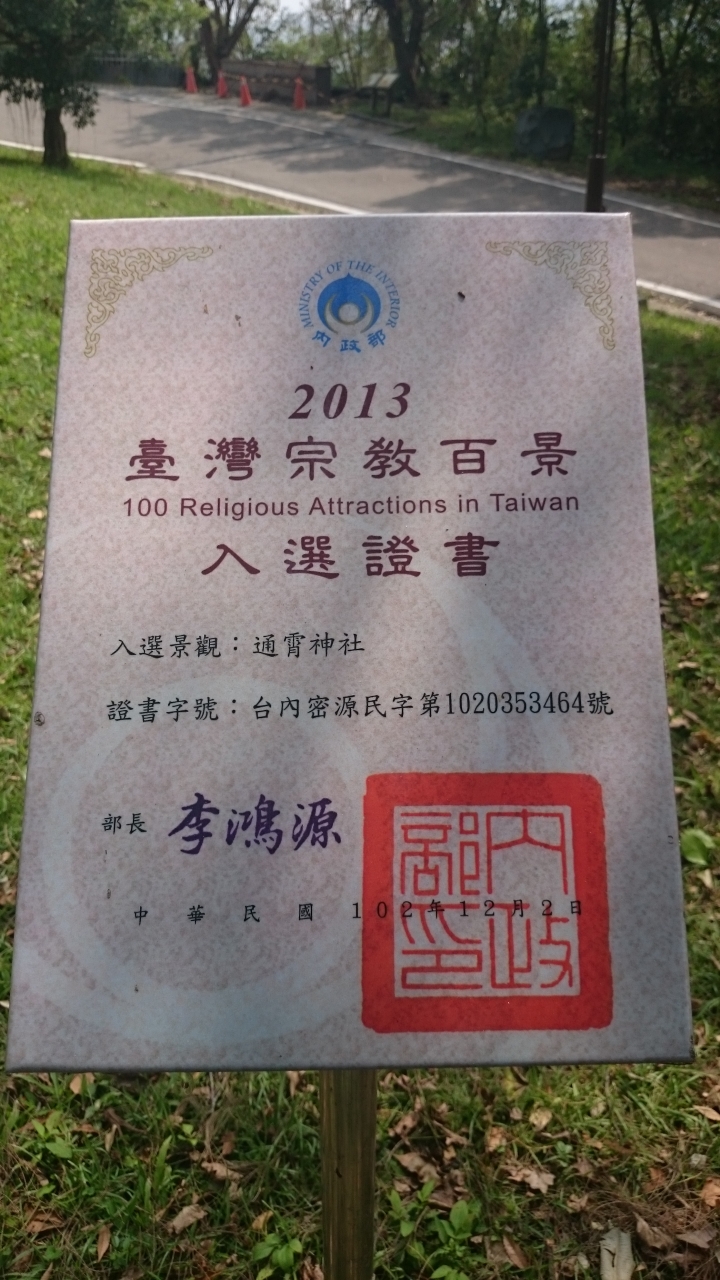 MINISTRY OF THE INTERIOR
內政部
2013
臺灣宗教百景
100 Religious Attractions in Taiwan
入選證書
入選景觀：通霄神社
證書字號：台內密源民字第1020353464號
部長 李鴻源
中華民國102年12月2日
內政部印